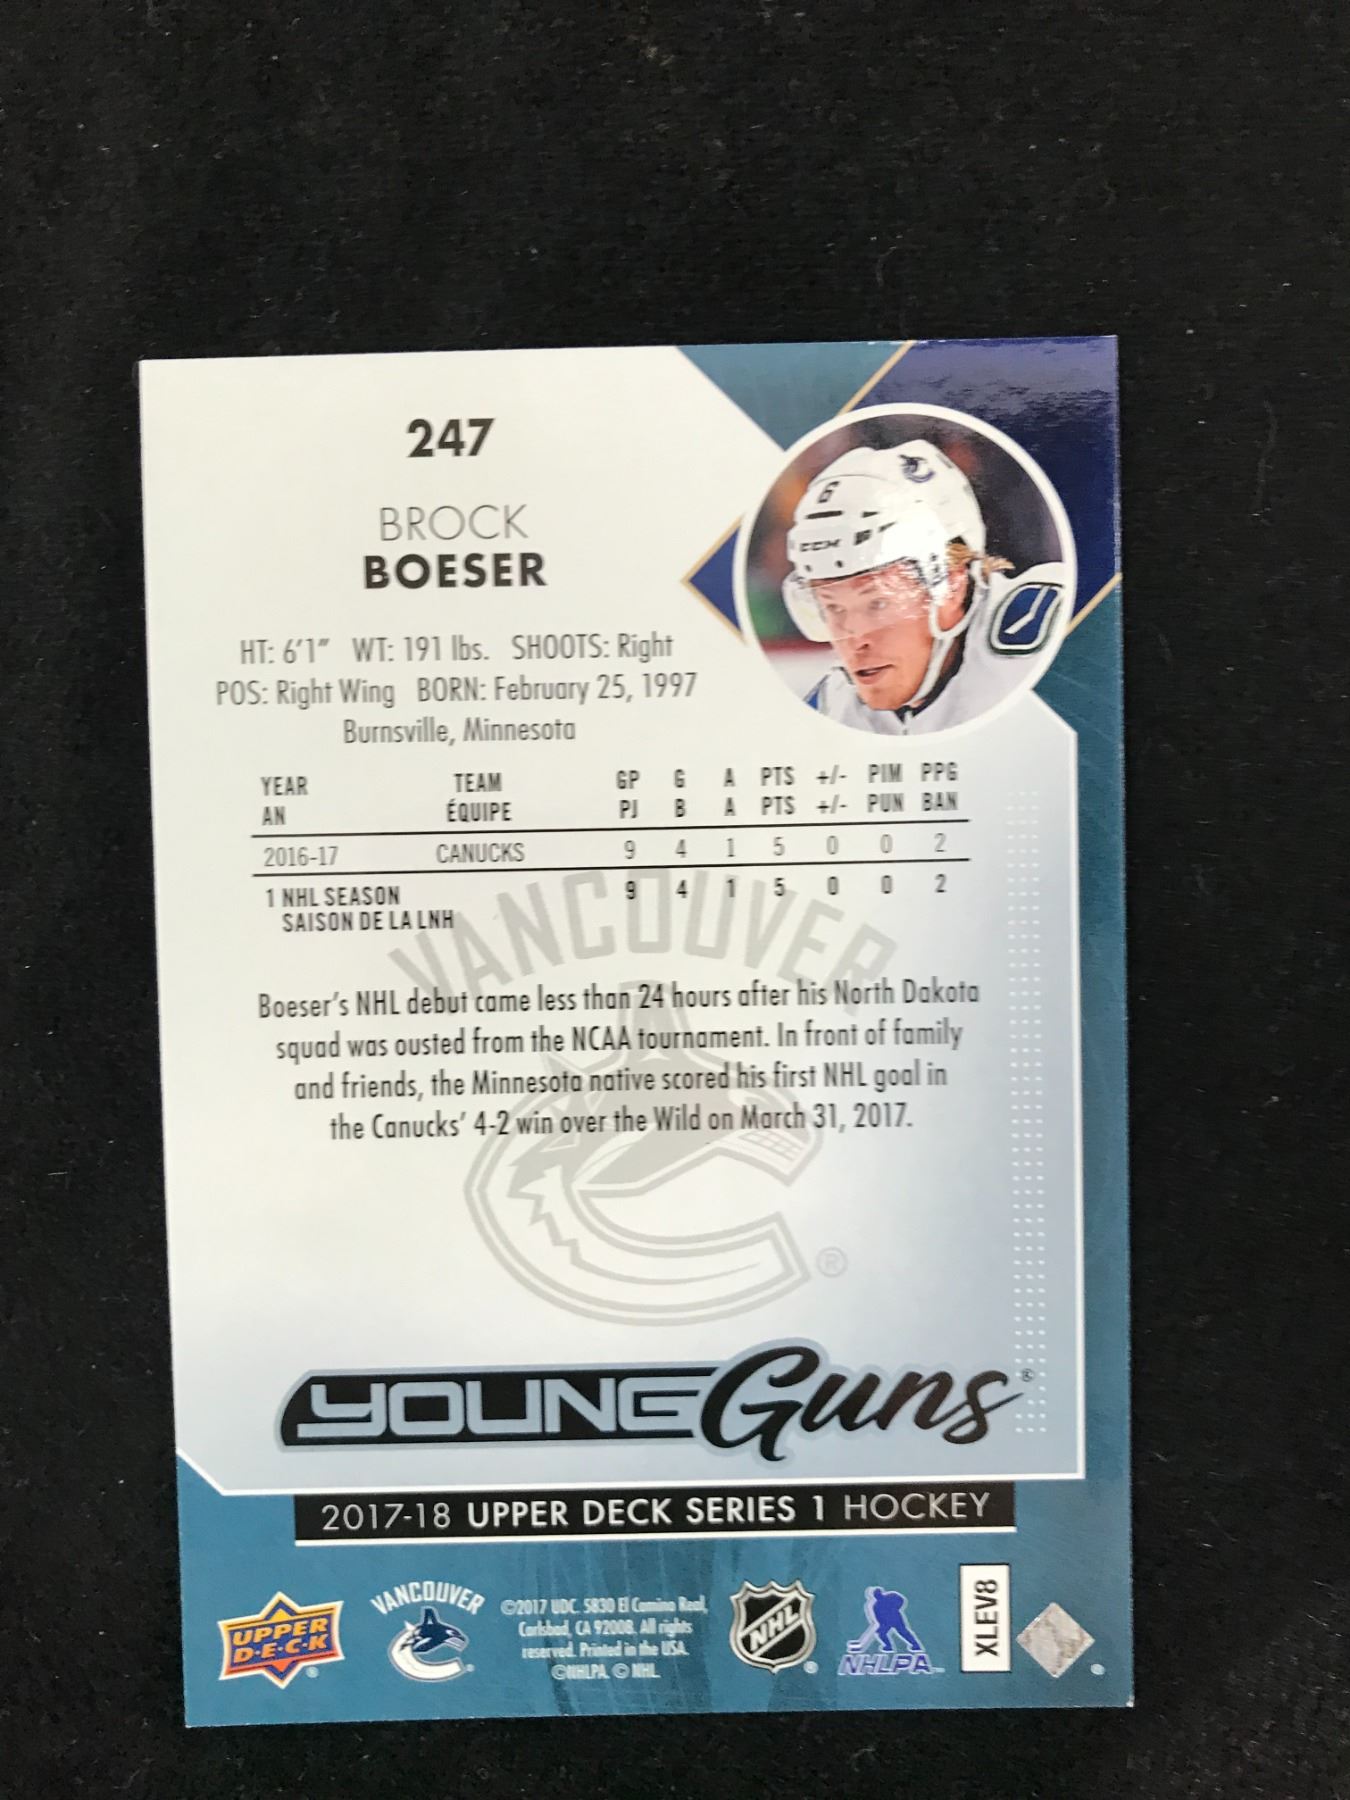 247
BROCK
BOESER
6
CCM
HT: 6'1" WT: 191 lbs. SHOOTS: Right
POS: Right Wing BORN: February 25, 1997
Burnsville, Minnesota
YEAR TEAM GP G A PTS +/- PIM PPG
AN ÉQUIPE PJ B A PTS +/- PUN BAN
2016-17 CANUCKS 9 4 1 5 0 0 2
1 NHL SEASON 9 4 1 5 0 0 2
SAISON DE LA LNH
VANCOUVER
Boeser's NHL debut came less than 24 hours after his North Dakota
squad was ousted from the NCAA tournament. In front of family
and friends, the Minnesota native scored his first NHL goal in
the Canucks' 4-2 win over the Wild on March 31, 2017.
®
YOUNG Guns®
2017-18 UPPER DECK SERIES 1 HOCKEY
UPPER
D·E·C·K
®
VANCOUVER
®
©2017 UDC. 5830 El Camino Real,
Carlsbad, CA 92008. All rights
reserved. Printed in the USA.
©NHLPA. © NHL.
NHL
®
NHLPA
XLEV8
®